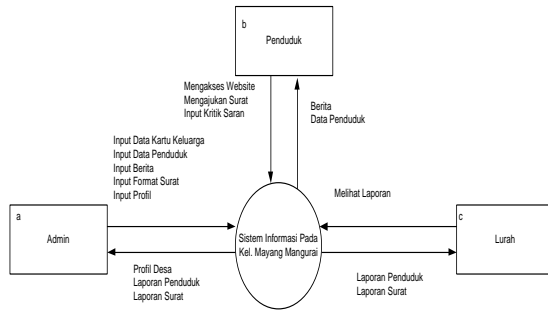 b
Penduduk
Mengakses Website
Mengajukan Surat
Input Kritik Saran
Berita
Data Penduduk
Input Data Kartu Keluarga
Input Data Penduduk
Input Berita
Input Format Surat
Input Profil
Melihat Laporan
a
Admin
Sistem Informasi Pada
Kel. Mayang Mangurai
c
Lurah
Profil Desa
Laporan Penduduk
Laporan Surat
Laporan Penduduk
Laporan Surat